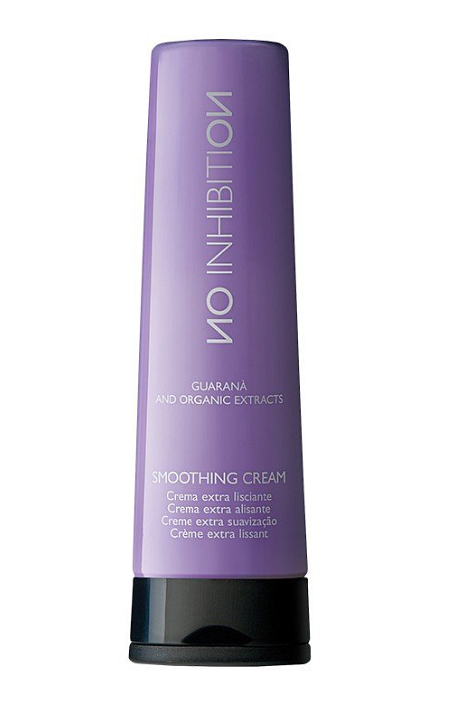 NO INHIBITION
GUARANÀ
AND ORGANIC EXTRACTS
SMOOTHING CREAM
Crema extra lisciante
Crema extra alisante
Creme extra suavização
Crème extra lissant